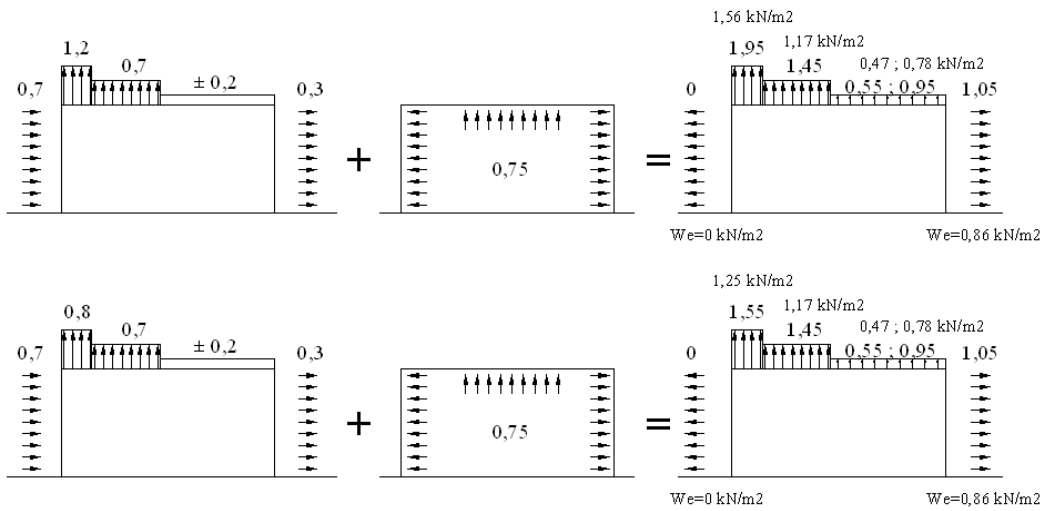 1,56 kN/m2
1,2
1,95
1,17 kN/m2
0,7
1,45
0,47 ; 0,78 kN/m2
0,7
± 0,2
0,3
0
0,55 ; 0,95
1,05
+
0,75
=
We=0 kN/m2
We=0,86 kN/m2
1,25 kN/m2
0,8
1,55
1,17 kN/m2
0,7
1,45
0,47 ; 0,78 kN/m2
0,7
± 0,2
0,3
0
0,55 ; 0,95
1,05
+
0,75
=
We=0 kN/m2
We=0,86 kN/m2